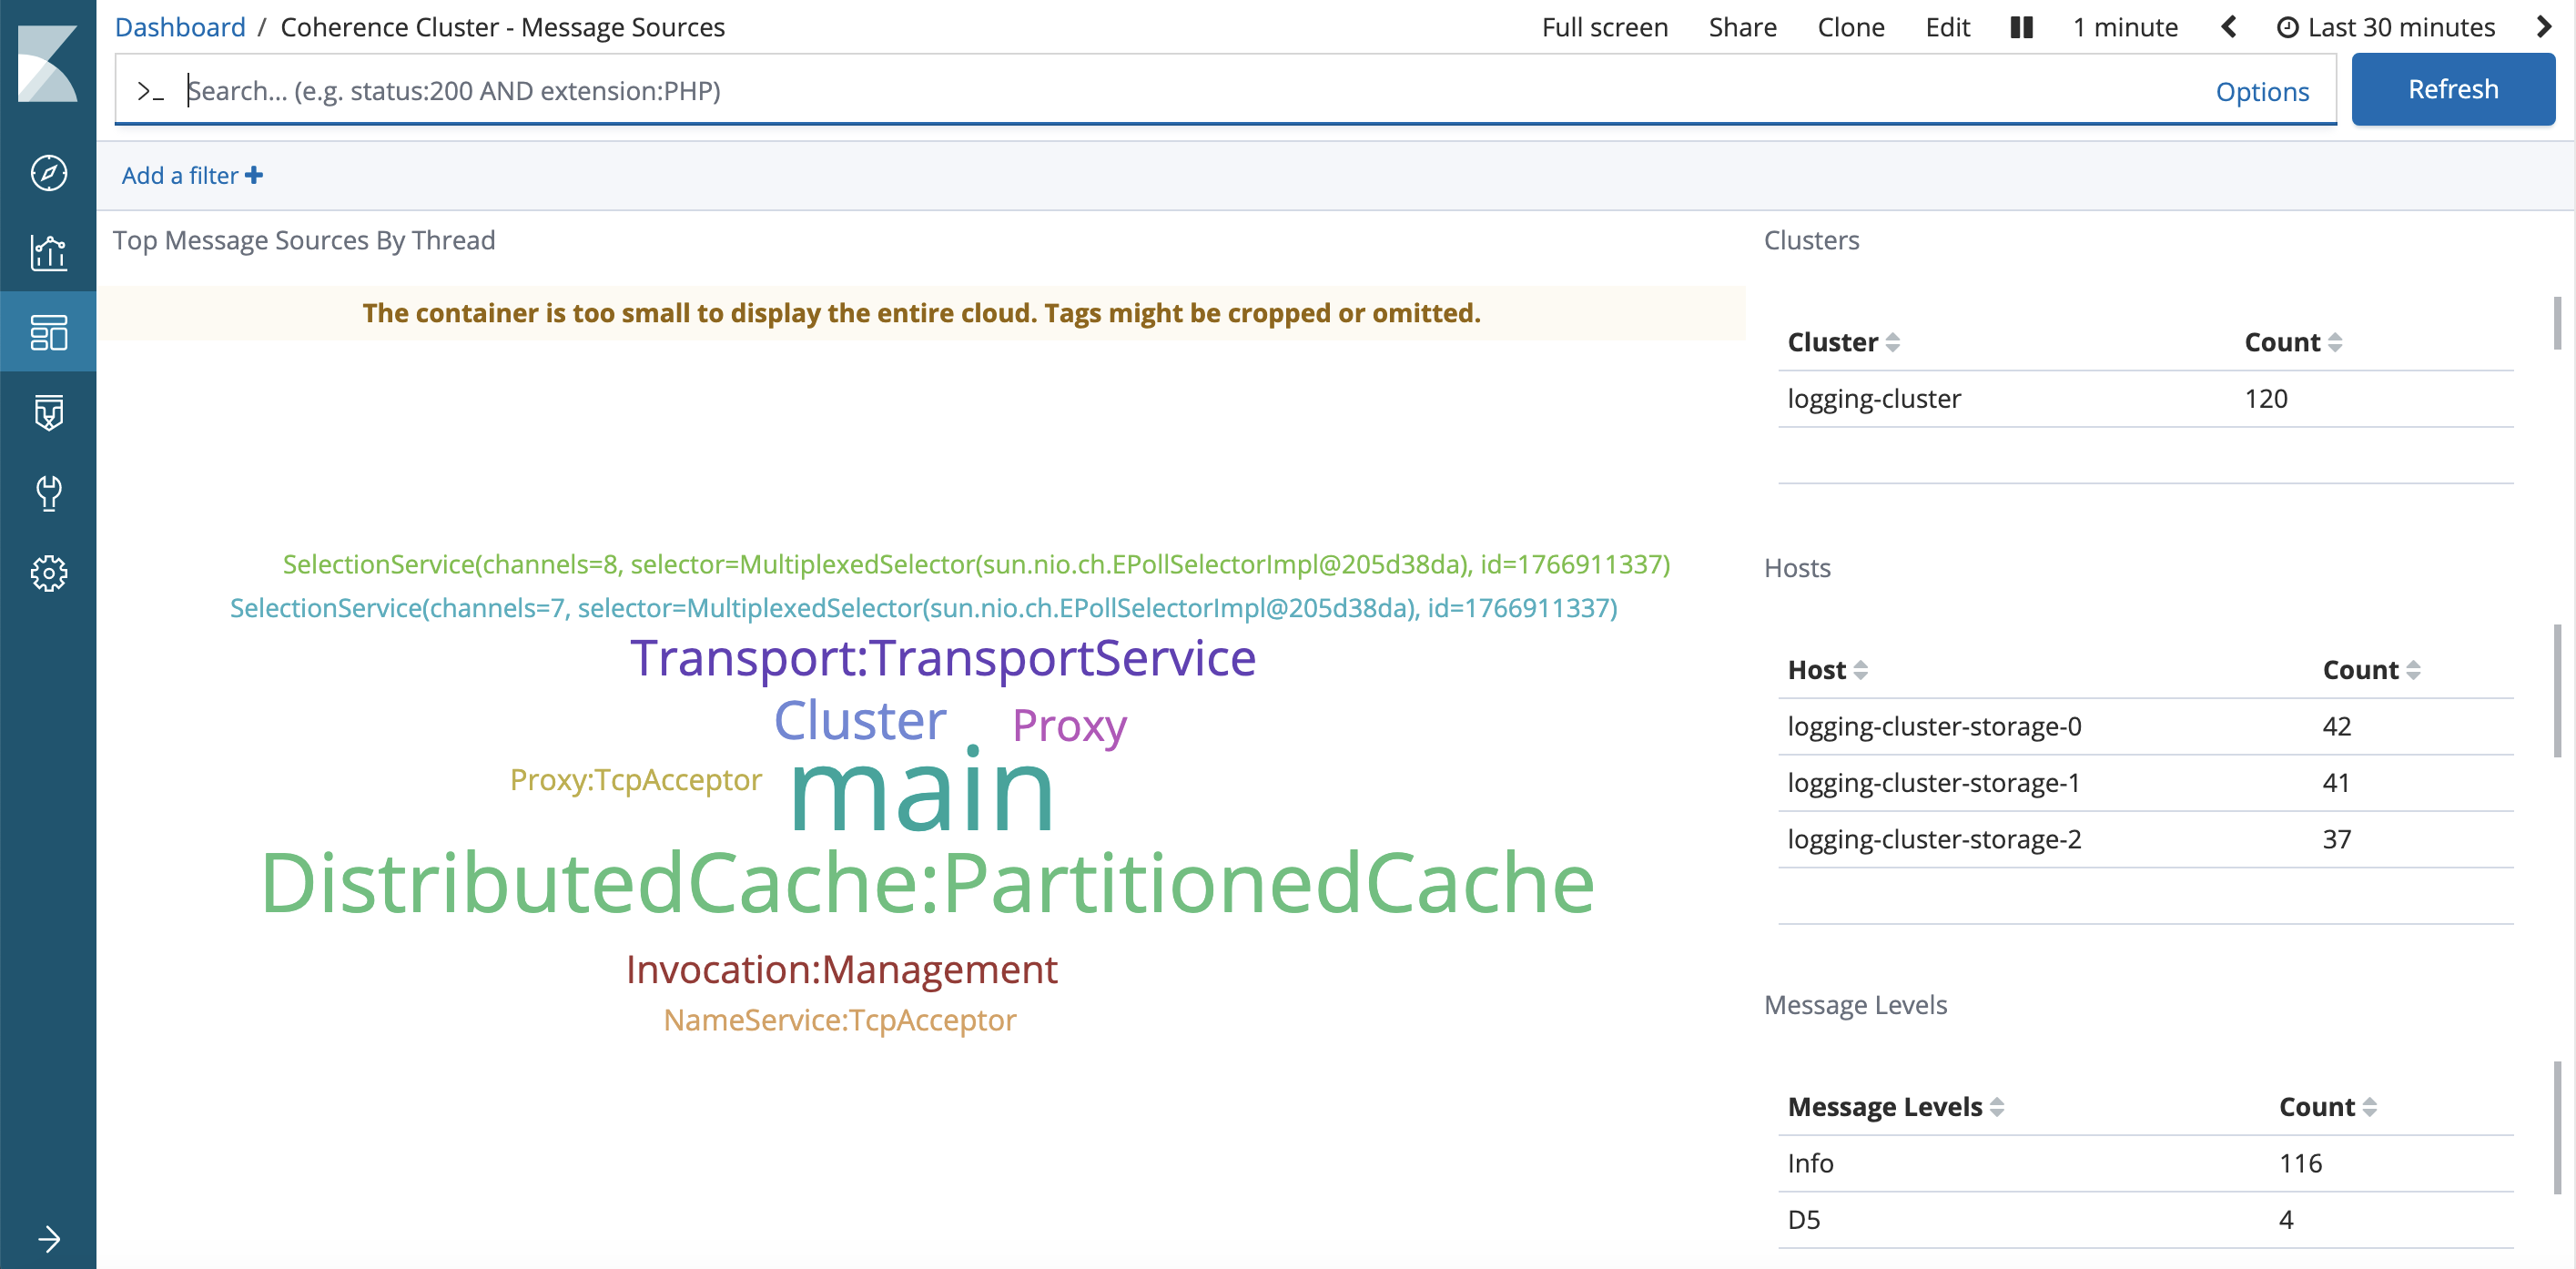 Dashboard / Coherence Cluster - Message Sources
Full screen Share Clone Edit 1 minute Last 30 minutes
>_ Search... (e.g. status:200 AND extension:PHP) Options Refresh
Add a filter
Top Message Sources By Thread
The container is too small to display the entire cloud. Tags might be cropped or omitted.
SelectionService(channels=8, selector=MultiplexedSelector(sun.nio.ch.EPollSelectorImpl@205d38da), id=1766911337)
SelectionService(channels=7, selector=MultiplexedSelector(sun.nio.ch.EPollSelectorImpl@205d38da), id=1766911337)
Transport:TransportService
Cluster Proxy
Proxy:TcpAcceptor main
DistributedCache:PartitionedCache
Invocation:Management
NameService:TcpAcceptor
Clusters
Cluster Count
logging-cluster 120
Hosts
Host Count
logging-cluster-storage-0 42
logging-cluster-storage-1 41
logging-cluster-storage-2 37
Message Levels
Message Levels Count
Info 116
D5 4